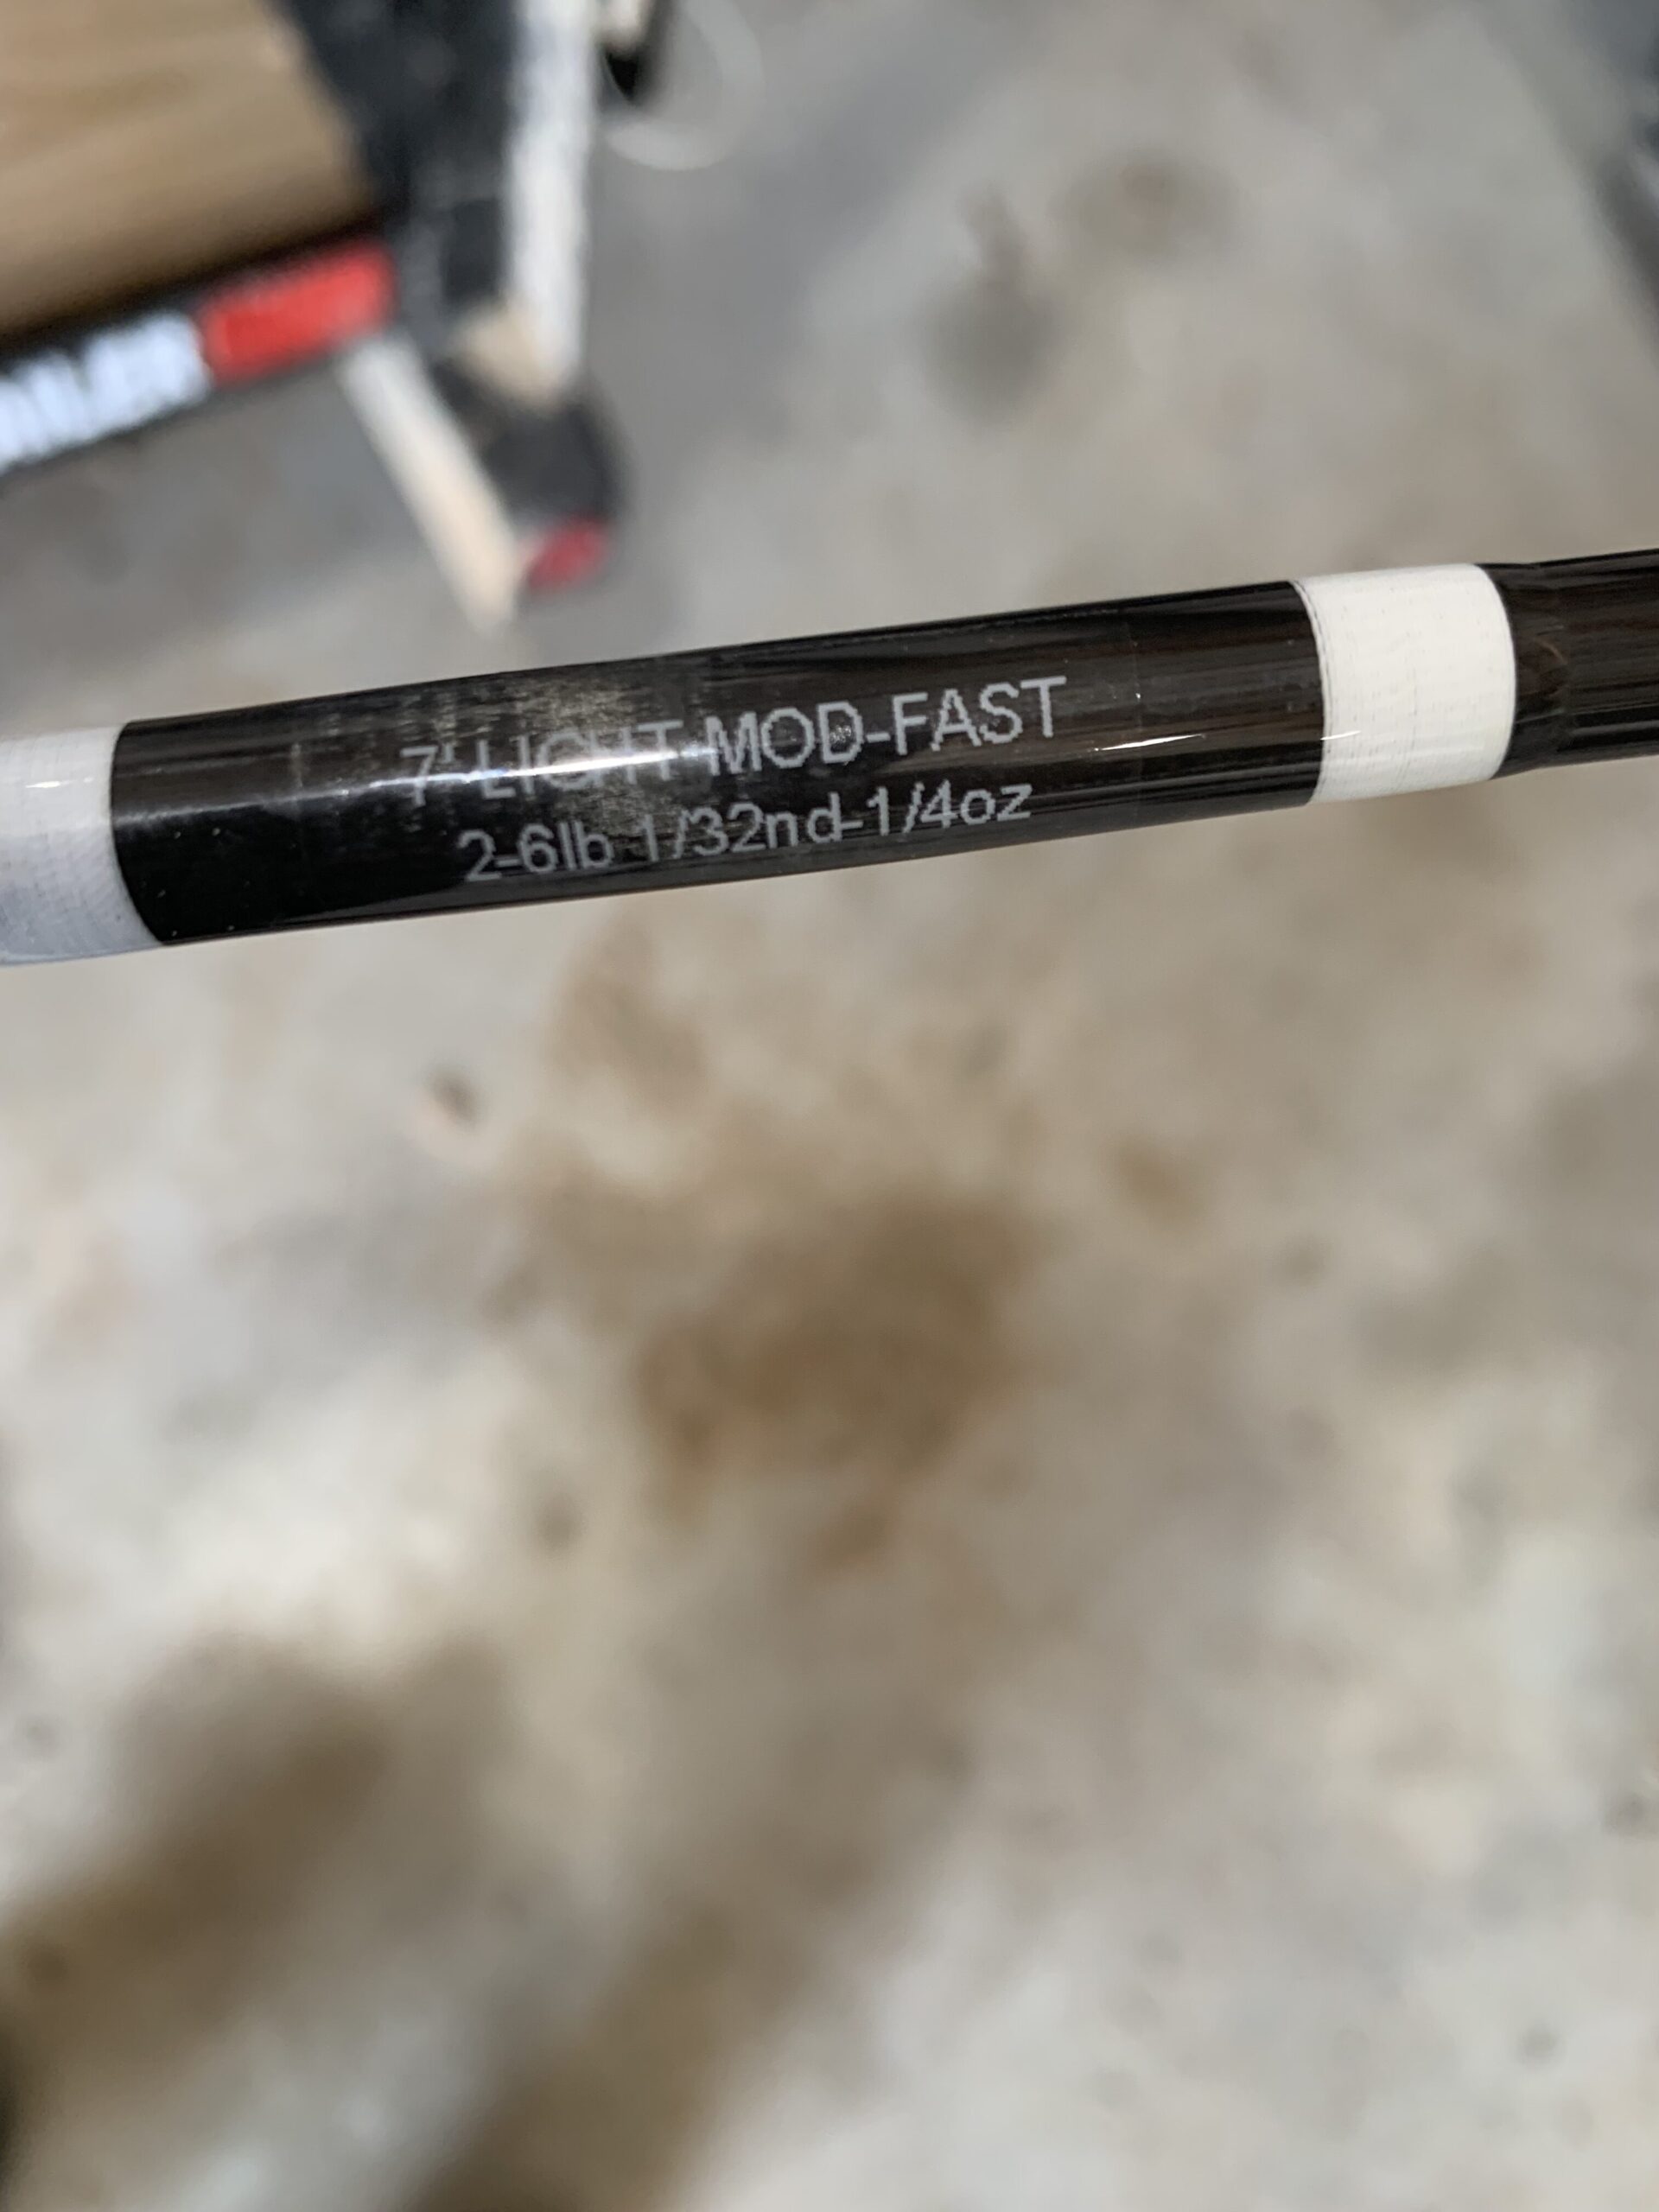 7' LIGHT MOD-FAST
2-6lb 1/32nd-1/4oz